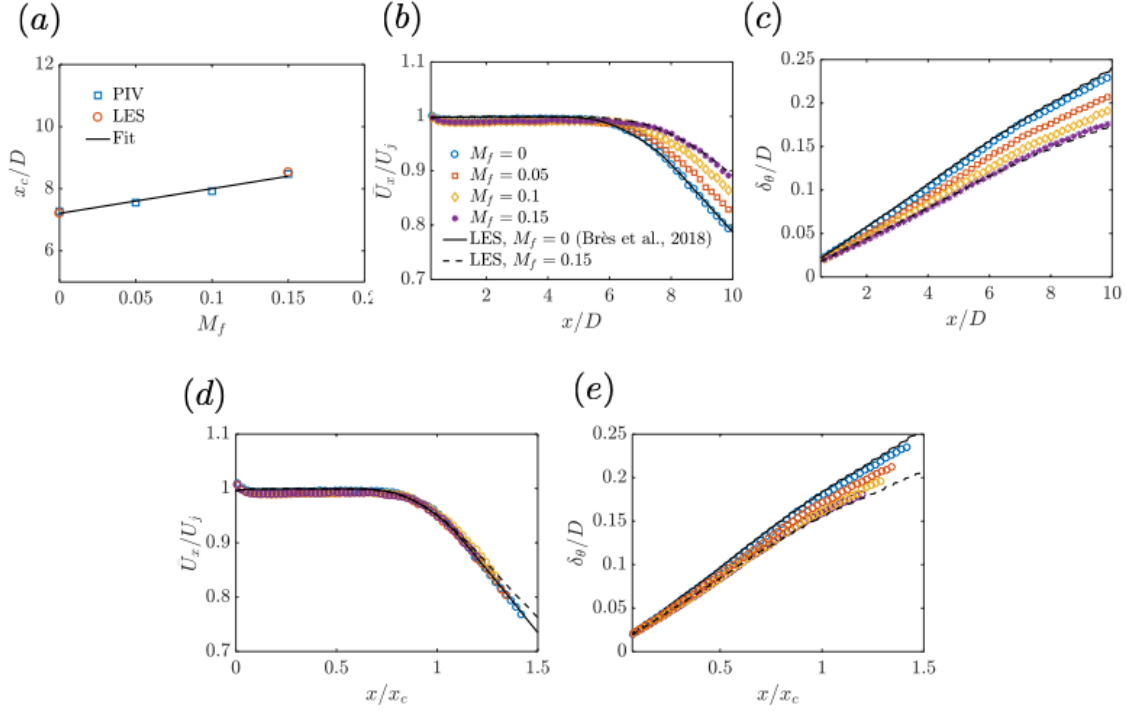 (a)
12
10
8
6
x_c/D
PIV
LES
Fit
0
0.05
0.1
0.15
0.2
M_f
(b)
1.1
1
0.9
0.8
0.7
Ū_x/U_j
M_f = 0
M_f = 0.05
M_f = 0.1
M_f = 0.15
LES, M_f = 0 (Brès et al., 2018)
LES, M_f = 0.15
2
4
6
8
10
x/D
(c)
0.25
0.2
0.15
0.1
0.05
0
δ_θ/D
2
4
6
8
10
x/D
(d)
1.1
1
0.9
0.8
0.7
Ū_x/U_j
0
0.5
1
1.5
x/x_c
(e)
0.25
0.2
0.15
0.1
0.05
0
δ_θ/D
0.5
1
1.5
x/x_c